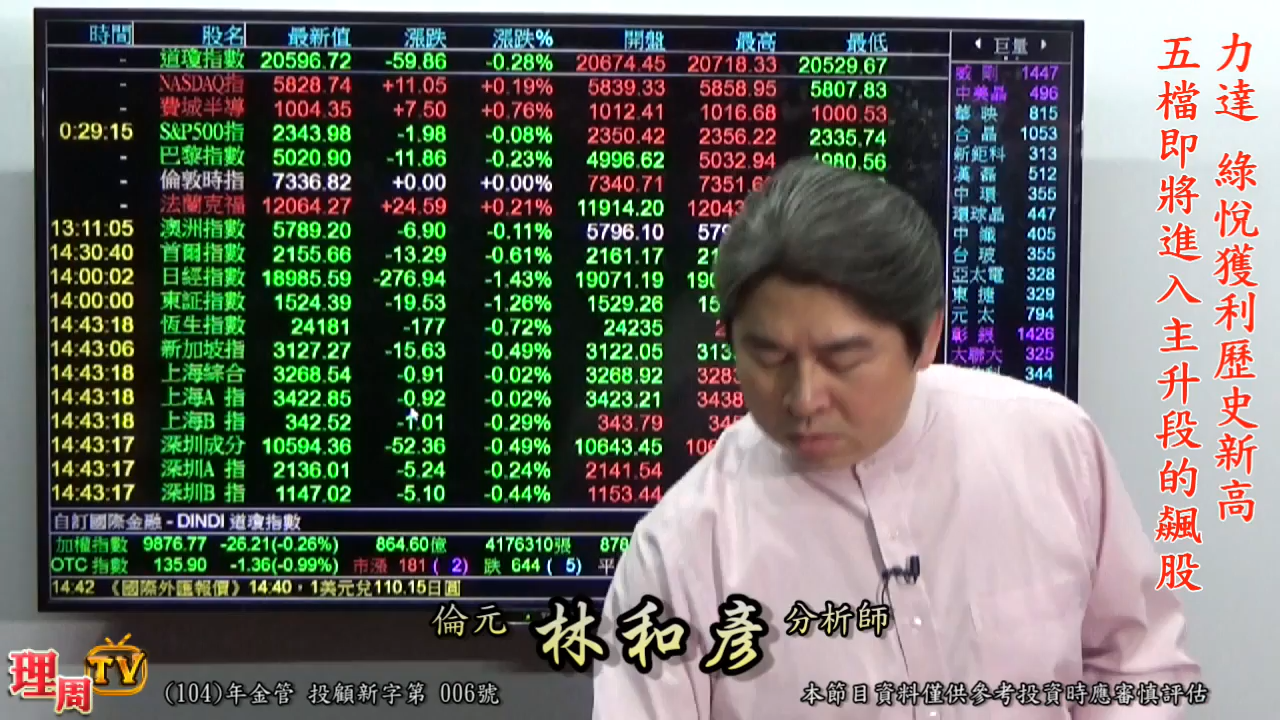 時間 股名 最新值 漲跌 漲跌% 開盤 最高 最低
- 道瓊指數 20596.72 -59.86 -0.28% 20674.45 20718.33 20529.67
- NASDAQ指 5828.74 +11.05 +0.19% 5839.33 5858.95 5807.83
- 費城半導 1004.35 +7.50 +0.76% 1012.41 1016.68 1000.53
0:29:15 S&P500指 2343.98 -1.98 -0.08% 2350.42 2356.22 2335.74
- 巴黎指數 5020.90 -11.86 -0.23% 4996.62 5032.94 4980.56
- 倫敦時指 7336.82 +0.00 +0.00% 7340.71
- 法蘭克福 12064.27 +24.59 +0.21% 11914.20
13:11:05 澳洲指數 5789.20 -6.90 -0.11% 5796.10
14:30:40 首爾指數 2155.66 -13.29 -0.61% 2161.17
14:00:02 日經指數 18985.59 -276.94 -1.43% 19071.19
14:00:00 東証指數 1524.39 -19.53 -1.26% 1529.26
14:43:18 恆生指數 24181 -177 -0.72% 24235
14:43:06 新加坡指 3127.27 -15.63 -0.49% 3122.05
14:43:18 上海綜合 3268.54 -0.91 -0.02% 3268.92
14:43:18 上海A 指 3422.85 -0.92 -0.02% 3423.21
14:43:18 上海B 指 342.52 -1.01 -0.29% 343.79
14:43:17 深圳成分 10594.36 -52.36 -0.49% 10643.45
14:43:17 深圳A 指 2136.01 -5.24 -0.24% 2141.54
14:43:17 深圳B 指 1147.02 -5.10 -0.44% 1153.44
巨量
威剛 1447
中美晶 496
華映 815
合晶 1053
新鉅科 313
漢磊 512
中環 355
環球晶 447
中纖 405
台玻 355
亞太電 328
東捷 329
元太 794
彰銀 1426
大聯大 325
344
自訂國際金融 - DINDI 道瓊指數
加權指數 9876.77 -26.21(-0.26%) 864.60億 4176310張
OTC 指數 135.90 -1.36(-0.99%) 市漲 181 ( 2) 跌 644 ( 5) 平
14:42 《國際外匯報價》14:40,1美元兌110.15日圓
力達 綠悅獲利歷史新高
五檔即將進入主升段的飆股
倫元 林和彥 分析師
理周TV
(104)年金管 投顧新字第 006號
本節目資料僅供參考投資時應審慎評估